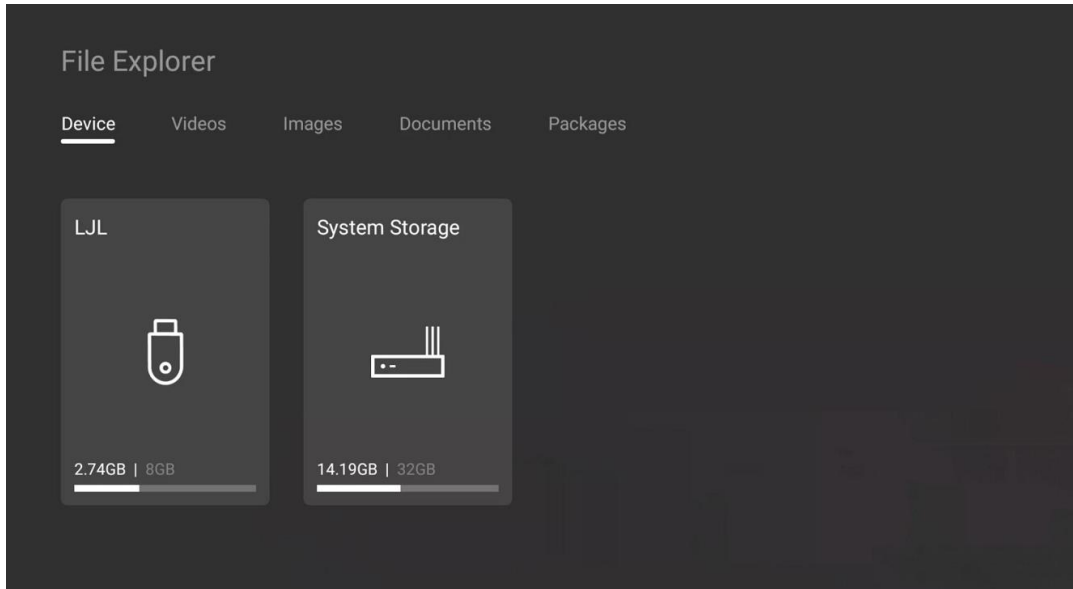 File Explorer
Device Videos Images Documents Packages
LJL
2.74GB | 8GB
System Storage
14.19GB | 32GB